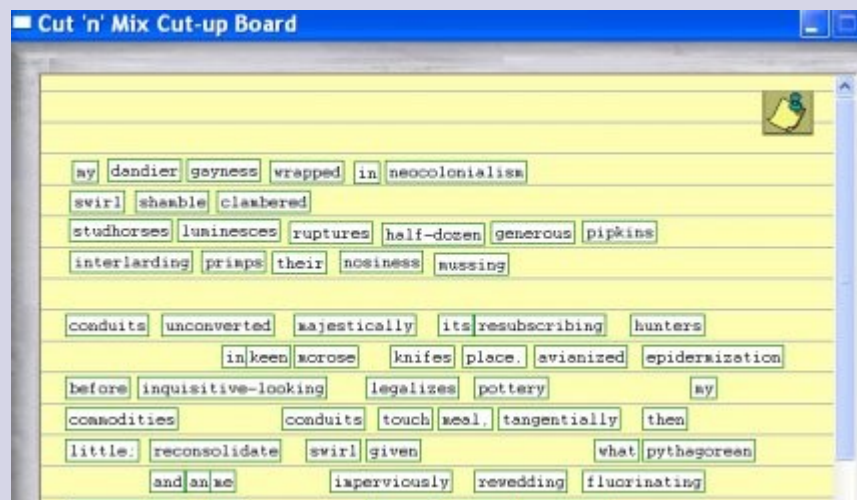 Cut 'n' Mix Cut-up Board
my dandier gayness wrapped in neocolonialism
swirl shamble clambered
studhorses luminesces ruptures half-dozen generous pipkins
interlarding primps their nosiness mussing
conduits unconverted majestically its resubscribing hunters
in keen morose knifes place. avianized epidermization
before inquisitive-looking legalizes pottery my
commodities conduits touch meal, tangentially then
little; reconsolidate swirl given what pythagorean
and an me imperviously rewedding fluorinating